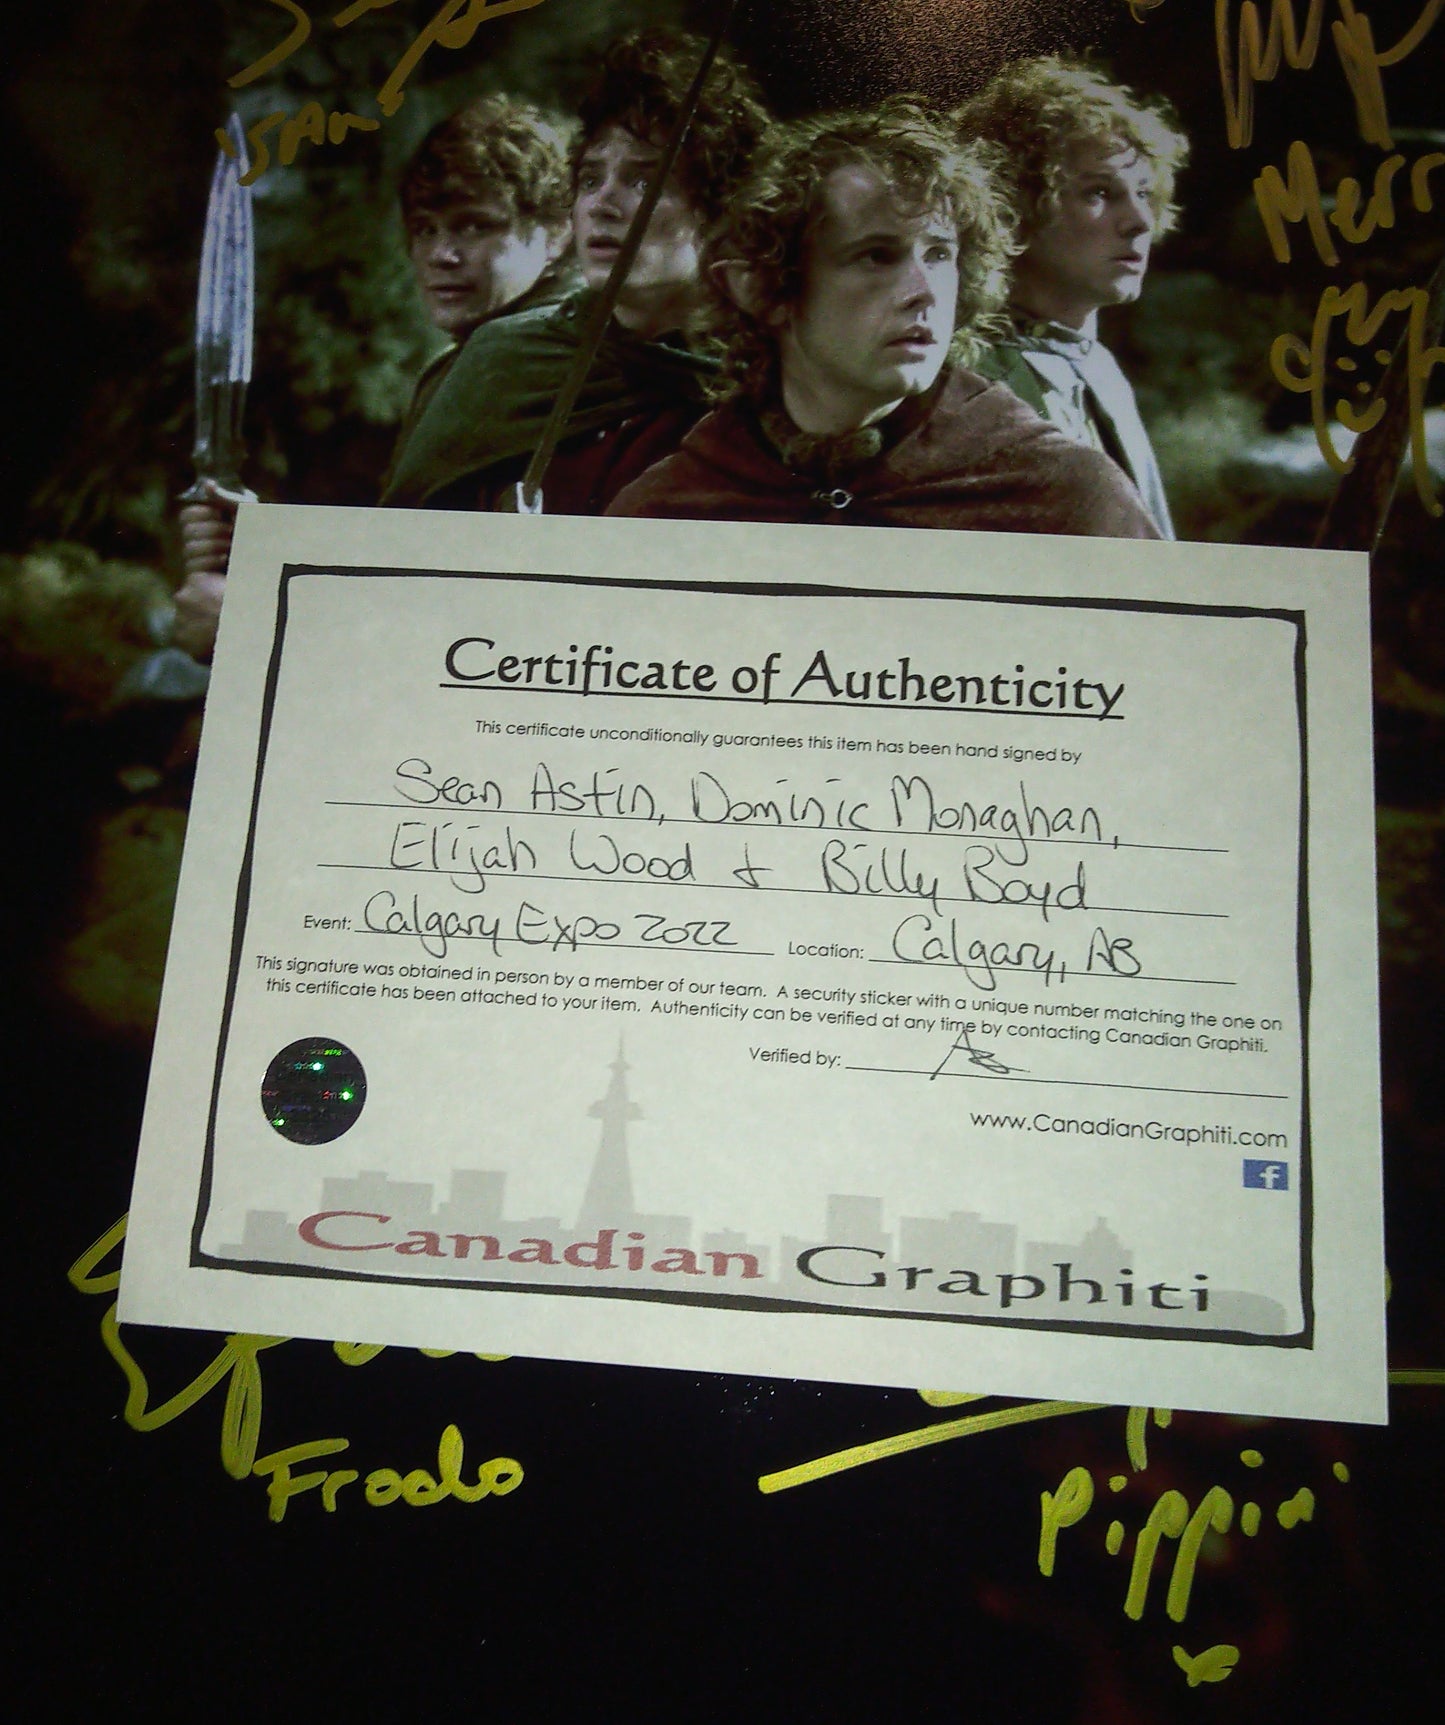 'SAM'
Merr
Certificate of Authenticity
This certificate unconditionally guarantees this item has been hand signed by
Sean Astin, Dominic Monaghan,
Elijah Wood & Billy Boyd
Event: Calgary Expo 2022 Location: Calgary, AB
This signature was obtained in person by a member of our team. A security sticker with a unique number matching the one on
this certificate has been attached to your item. Authenticity can be verified at any time by contacting Canadian Graphiti.
Verified by:
www.CanadianGraphiti.com
f
Canadian Graphiti
Frodo
'Pippin'